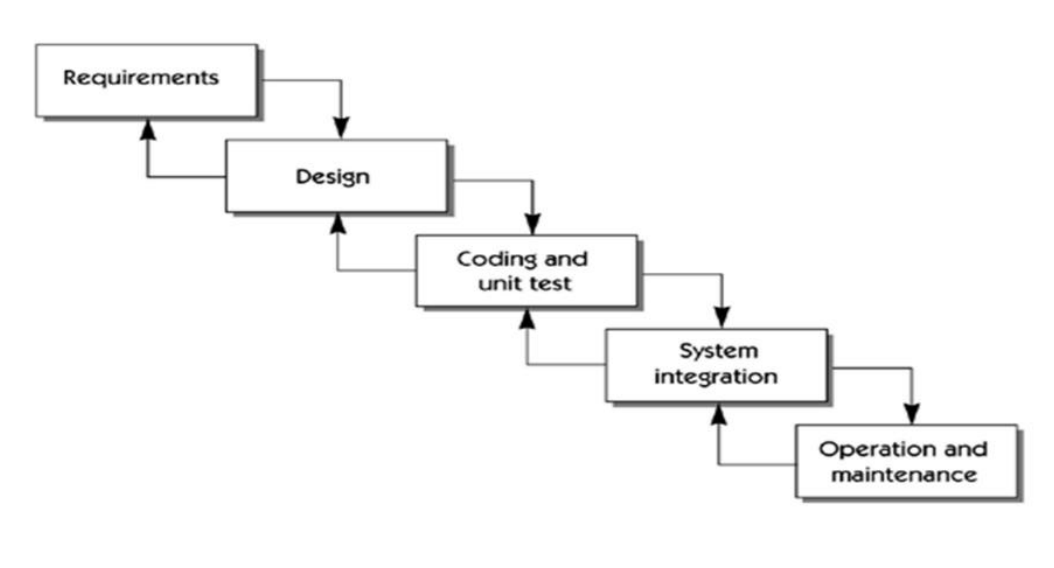 Requirements
Design
Coding and
unit test
System
integration
Operation and
maintenance